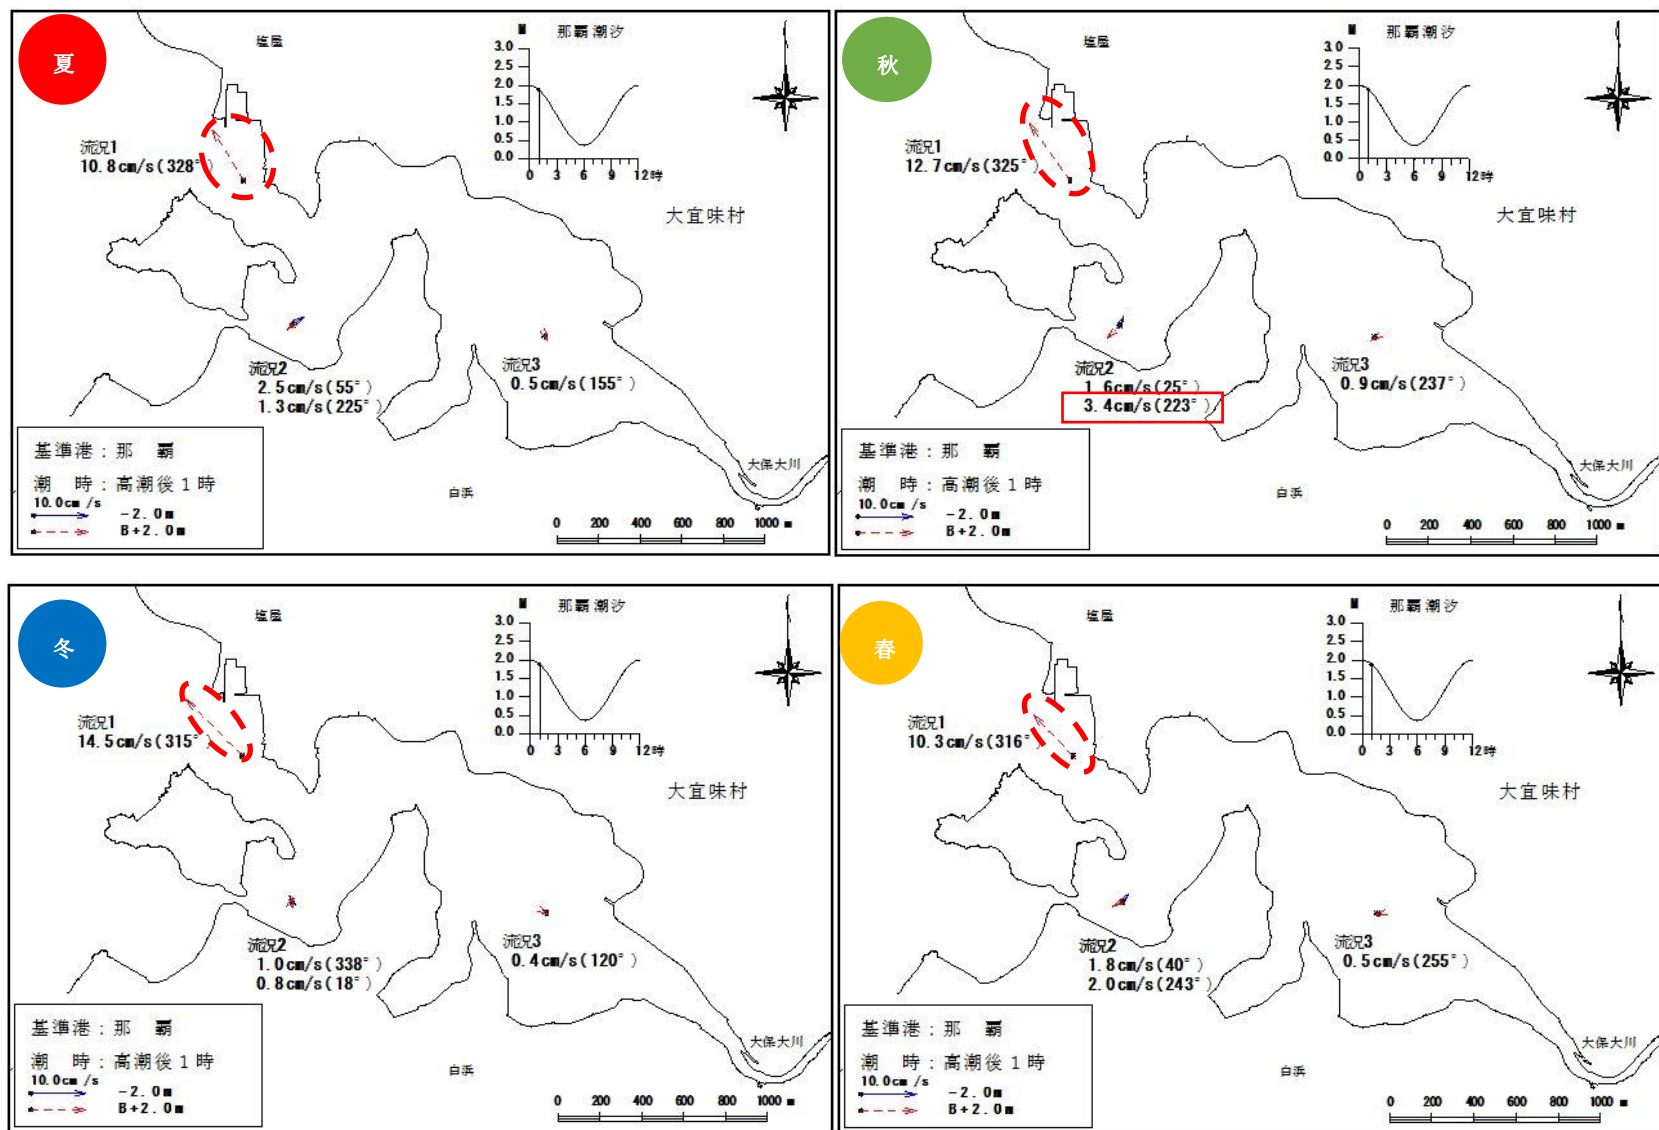 夏
塩屋
M 那覇潮汐
3.0
2.5
2.0
1.5
1.0
0.5
0.0
0 3 6 9 12時
流況1
10.8cm/s(328°)
大宜味村
流況2
2.5cm/s(55°)
1.3cm/s(225°)
流況3
0.5cm/s(155°)
基準港：那 覇
潮 時：高潮後1時
10.0cm/s
-2.0m
B+2.0m
白浜
大保大川
0 200 400 600 800 1000 m
秋
塩屋
M 那覇潮汐
3.0
2.5
2.0
1.5
1.0
0.5
0.0
0 3 6 9 12時
流況1
12.7cm/s(325°)
大宜味村
流況2
1.6cm/s(25°)
3.4cm/s(223°)
流況3
0.9cm/s(237°)
基準港：那 覇
潮 時：高潮後1時
10.0cm/s
-2.0m
B+2.0m
白浜
大保大川
0 200 400 600 800 1000 m
冬
塩屋
M 那覇潮汐
3.0
2.5
2.0
1.5
1.0
0.5
0.0
0 3 6 9 12時
流況1
14.5cm/s(315°)
大宜味村
流況2
1.0cm/s(338°)
0.8cm/s(18°)
流況3
0.4cm/s(120°)
基準港：那 覇
潮 時：高潮後1時
10.0cm/s
-2.0m
B+2.0m
白浜
大保大川
0 200 400 600 800 1000 m
春
塩屋
M 那覇潮汐
3.0
2.5
2.0
1.5
1.0
0.5
0.0
0 3 6 9 12時
流況1
10.3cm/s(316°)
大宜味村
流況2
1.8cm/s(40°)
2.0cm/s(243°)
流況3
0.5cm/s(255°)
基準港：那 覇
潮 時：高潮後1時
10.0cm/s
-2.0m
B+2.0m
白浜
大保大川
0 200 400 600 800 1000 m